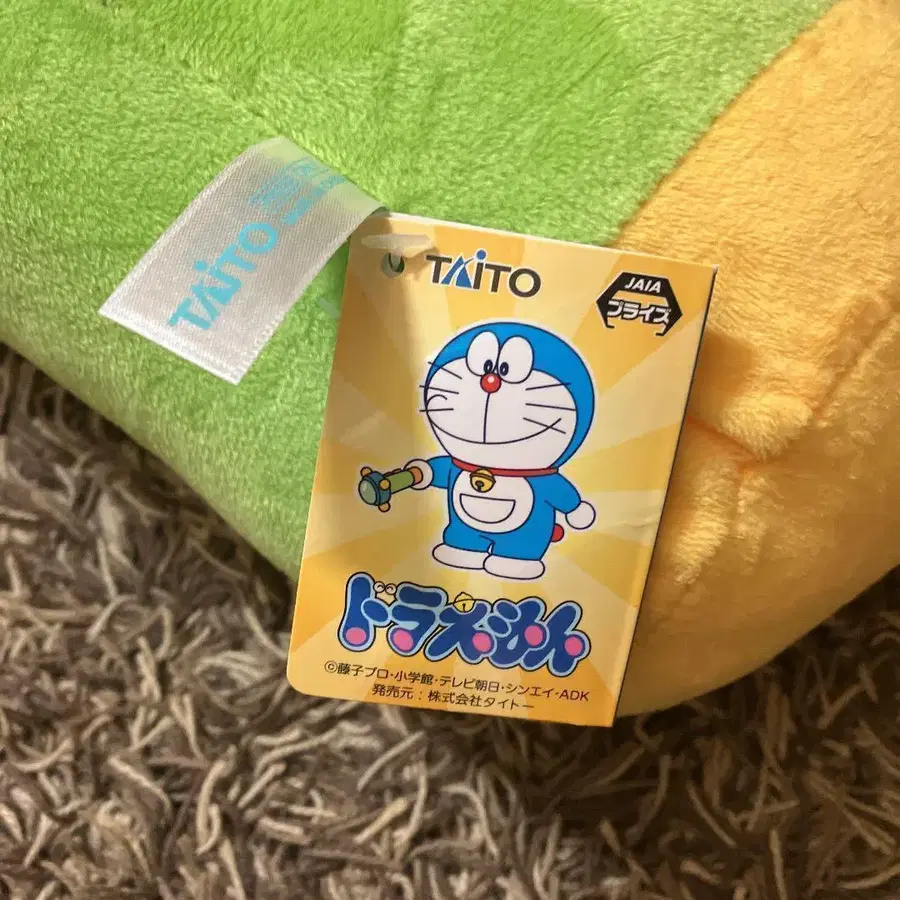 TAITO
TAITO
JAIA
プライズ
ドラえもん
©藤子プロ・小学館・テレビ朝日・シンエイ・ADK
発売元：株式会社タイトー